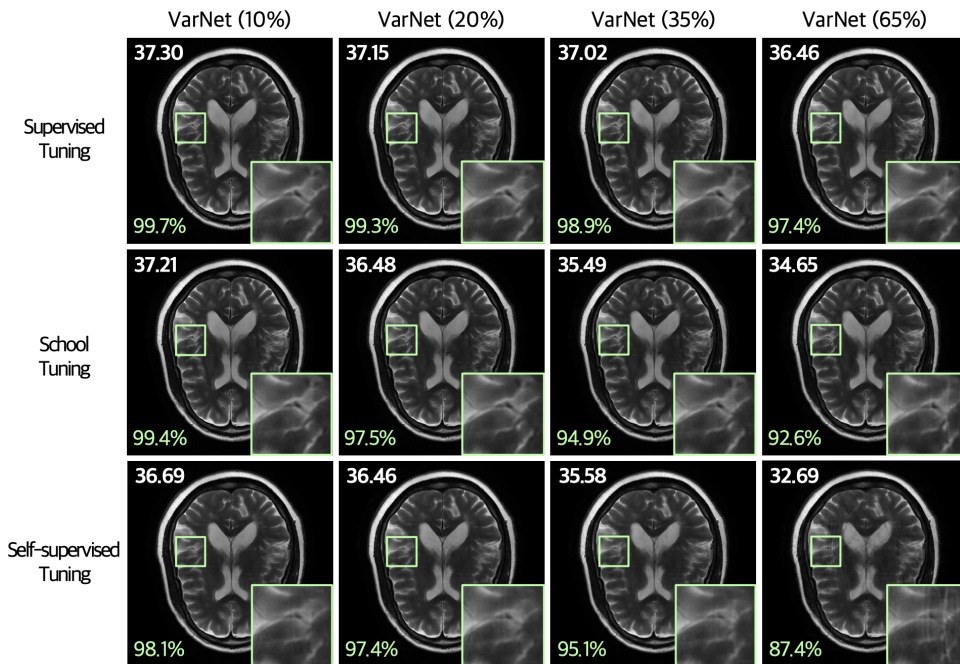 VarNet (10%) VarNet (20%) VarNet (35%) VarNet (65%)
37.30 37.15 37.02 36.46
Supervised
Tuning
99.7% 99.3% 98.9% 97.4%
37.21 36.48 35.49 34.65
School
Tuning
99.4% 97.5% 94.9% 92.6%
36.69 36.46 35.58 32.69
Self-supervised
Tuning
98.1% 97.4% 95.1% 87.4%